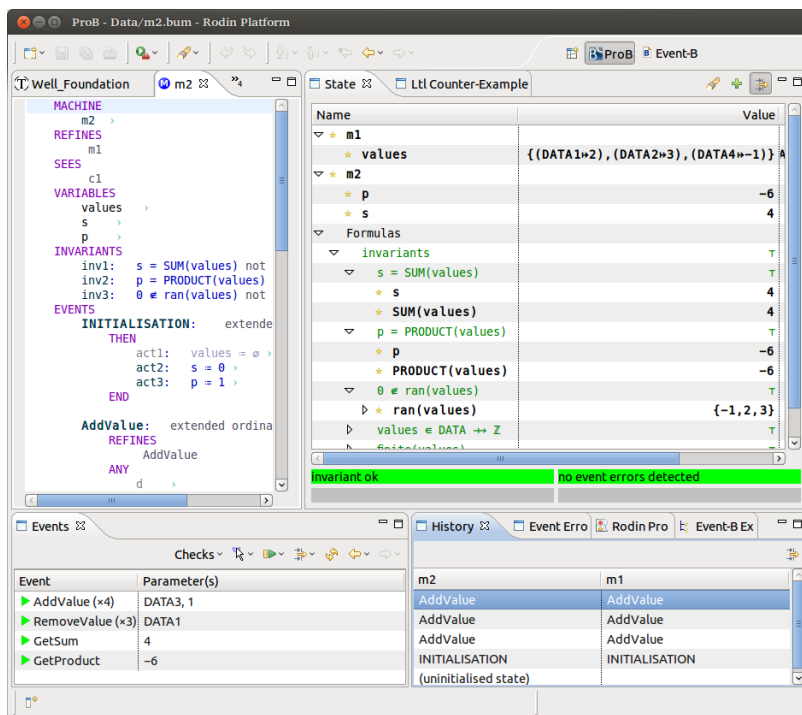 ProB - Data/m2.bum - Rodin Platform
ProB Event-B
Well_Foundation m2 »4
MACHINE
m2 ›
REFINES
m1
SEES
c1
VARIABLES
values ›
s ›
p ›
INVARIANTS
inv1: s = SUM(values) not
inv2: p = PRODUCT(values)
inv3: 0 ∉ ran(values) not
EVENTS
INITIALISATION: extende
THEN
act1: values ≔ ∅ ›
act2: s ≔ 0 ›
act3: p ≔ 1 ›
END
AddValue: extended ordina
REFINES
AddValue
ANY
d ›
State Ltl Counter-Example
Name Value
m1
values {(DATA1↦2),(DATA2↦3),(DATA4↦−1)} A
m2
p −6
s 4
Formulas
invariants ⊤
s = SUM(values) ⊤
s 4
SUM(values) 4
p = PRODUCT(values) ⊤
p −6
PRODUCT(values) −6
0 ∉ ran(values) ⊤
ran(values) {−1,2,3}
values ∈ DATA ⇸ ℤ ⊤
finite(values) ⊤
invariant ok no event errors detected
Events
Checks
Event Parameter(s)
AddValue (×4) DATA3, 1
RemoveValue (×3) DATA1
GetSum 4
GetProduct −6
History Event Erro Rodin Pro Event-B Ex
m2 m1
AddValue AddValue
AddValue AddValue
AddValue AddValue
INITIALISATION INITIALISATION
(uninitialised state)